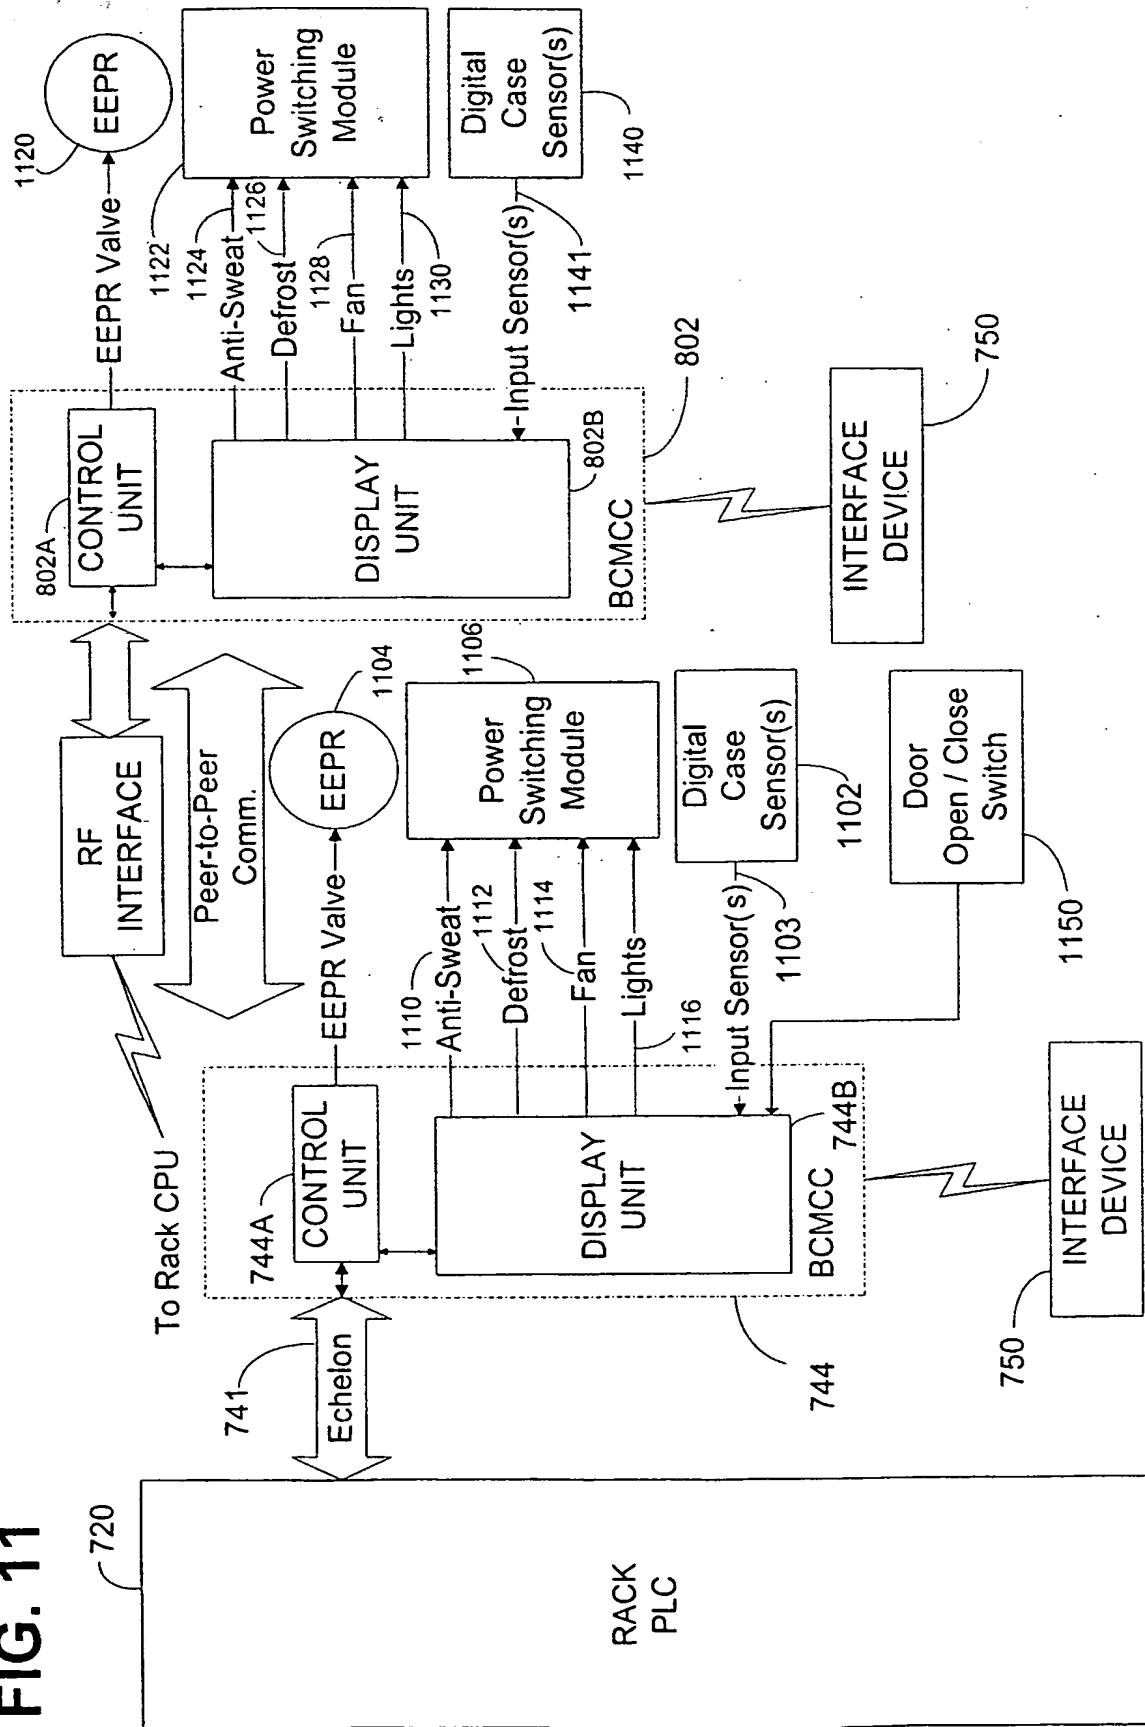 FIG. 11
720
RACK
PLC
741
Echelon
To Rack CPU
RF
INTERFACE
Peer-to-Peer
Comm.
744A
CONTROL
UNIT
EEPR Valve
EEPR
1104
DISPLAY
UNIT
744B
BCMCC
744
1110
Anti-Sweat
1112
Defrost
1114
Fan
Lights
1116
Power
Switching
Module
1106
Input Sensor(s)
1103
Digital
Case
Sensor(s)
1102
Door
Open / Close
Switch
1150
INTERFACE
DEVICE
750
802A
CONTROL
UNIT
EEPR Valve
EEPR
1120
DISPLAY
UNIT
802B
BCMCC
802
1122
1124
Anti-Sweat
1126
Defrost
1128
Fan
Lights
1130
Power
Switching
Module
Input Sensor(s)
1141
Digital
Case
Sensor(s)
1140
INTERFACE
DEVICE
750